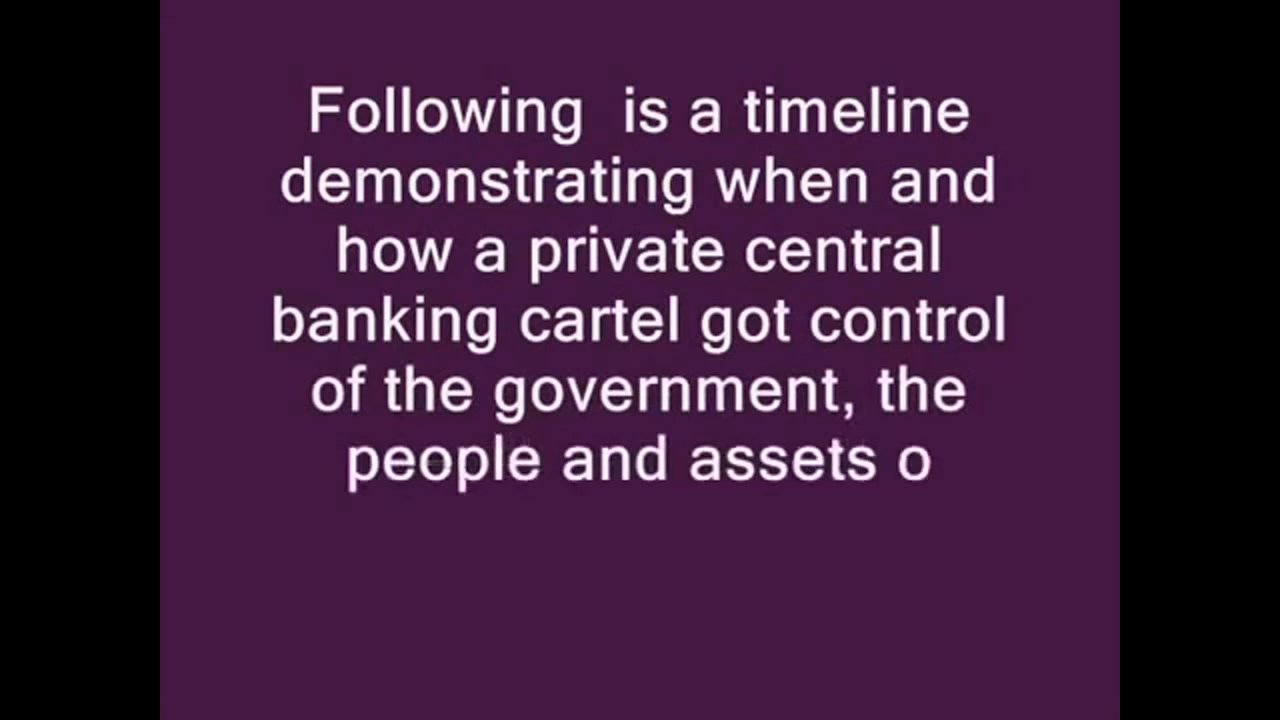 Following  is a timeline
demonstrating when and
how a private central
banking cartel got control
of the government, the
people and assets o